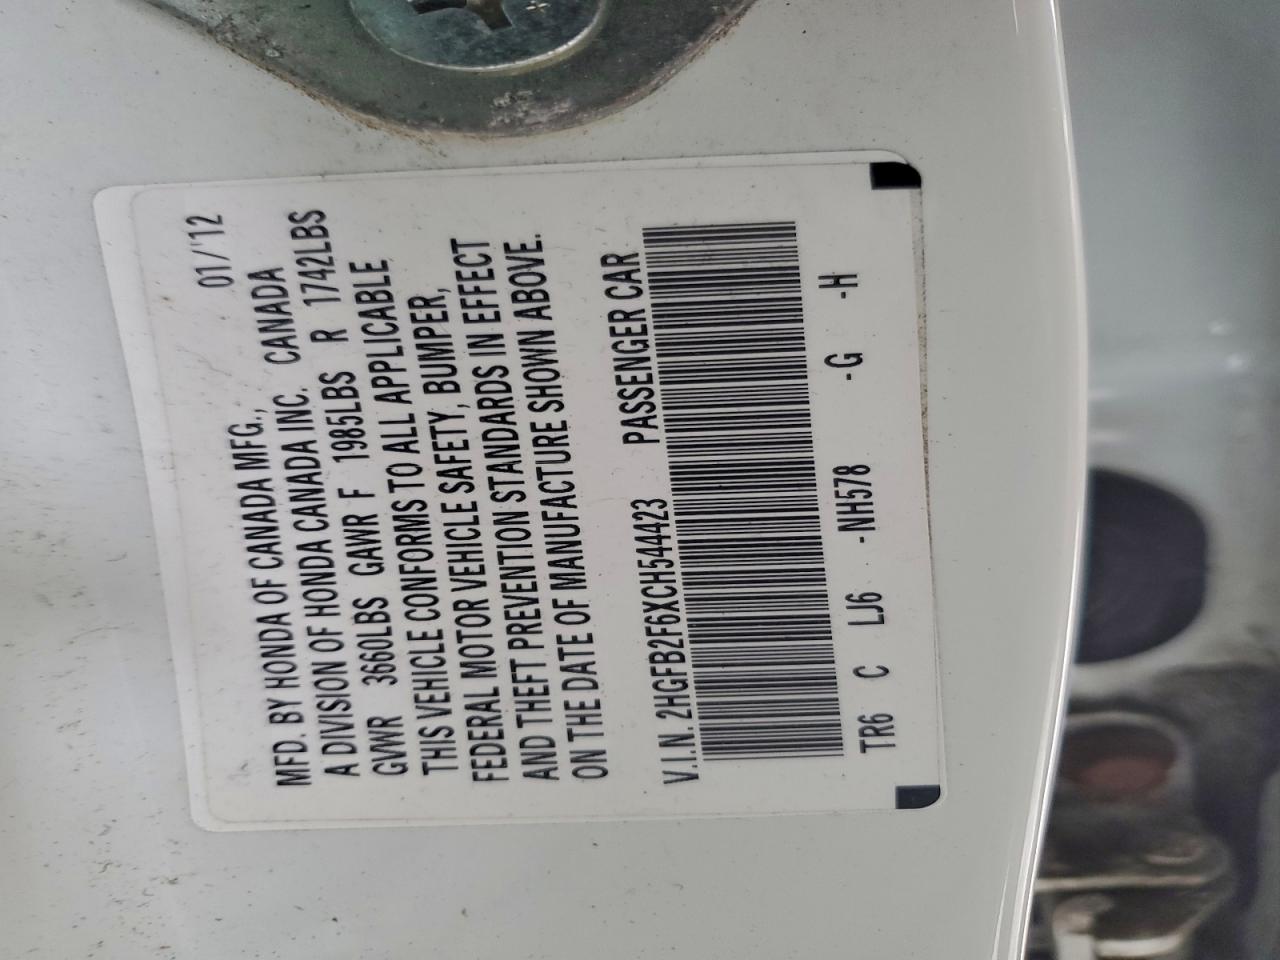 01/'12
MFD. BY HONDA OF CANADA MFG.,
A DIVISION OF HONDA CANADA INC. CANADA
GVWR 3660LBS GAWR F 1985LBS R 1742LBS
THIS VEHICLE CONFORMS TO ALL APPLICABLE
FEDERAL MOTOR VEHICLE SAFETY, BUMPER,
AND THEFT PREVENTION STANDARDS IN EFFECT
ON THE DATE OF MANUFACTURE SHOWN ABOVE.
V.I.N. 2HGFB2F6XCH544423 PASSENGER CAR
TR6 C LJ6 -NH578 -G -H